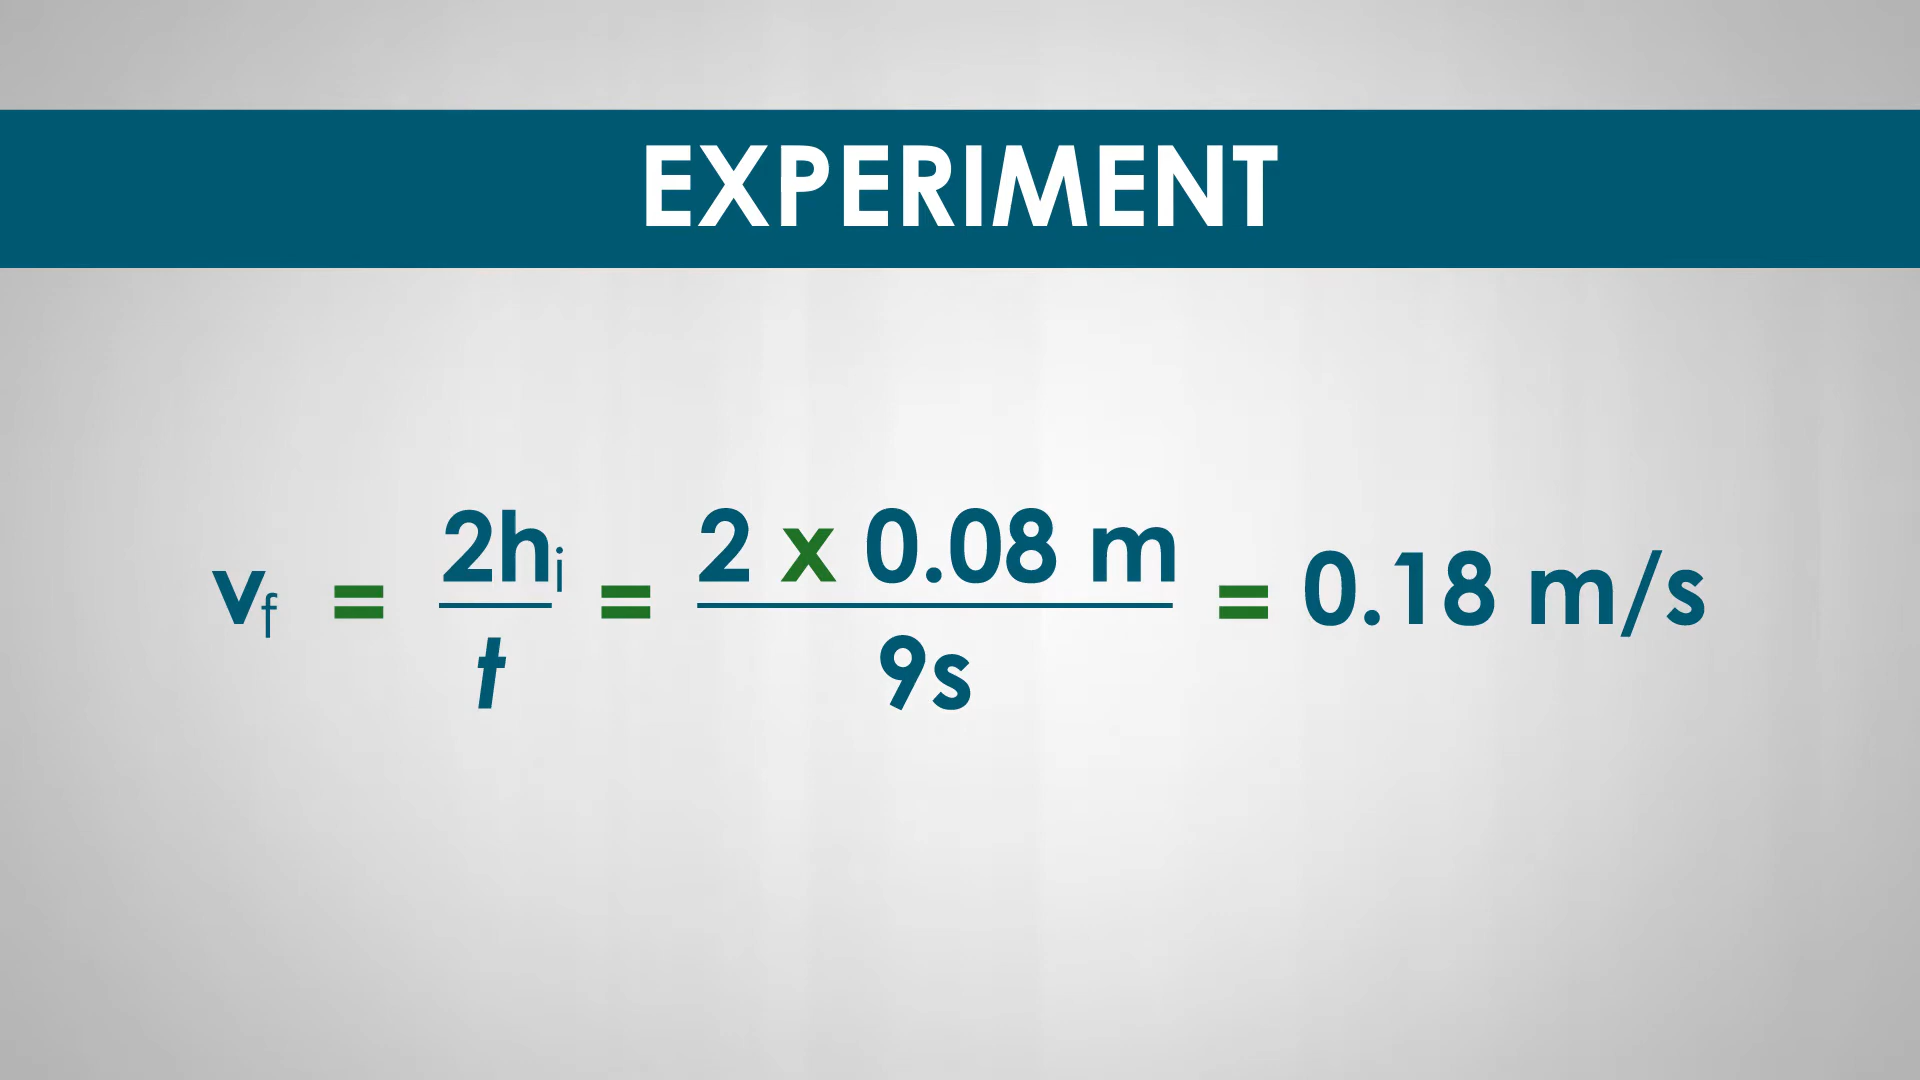 EXPERIMENT
vf = 2hi / t = 2 x 0.08 m / 9s = 0.18 m/s